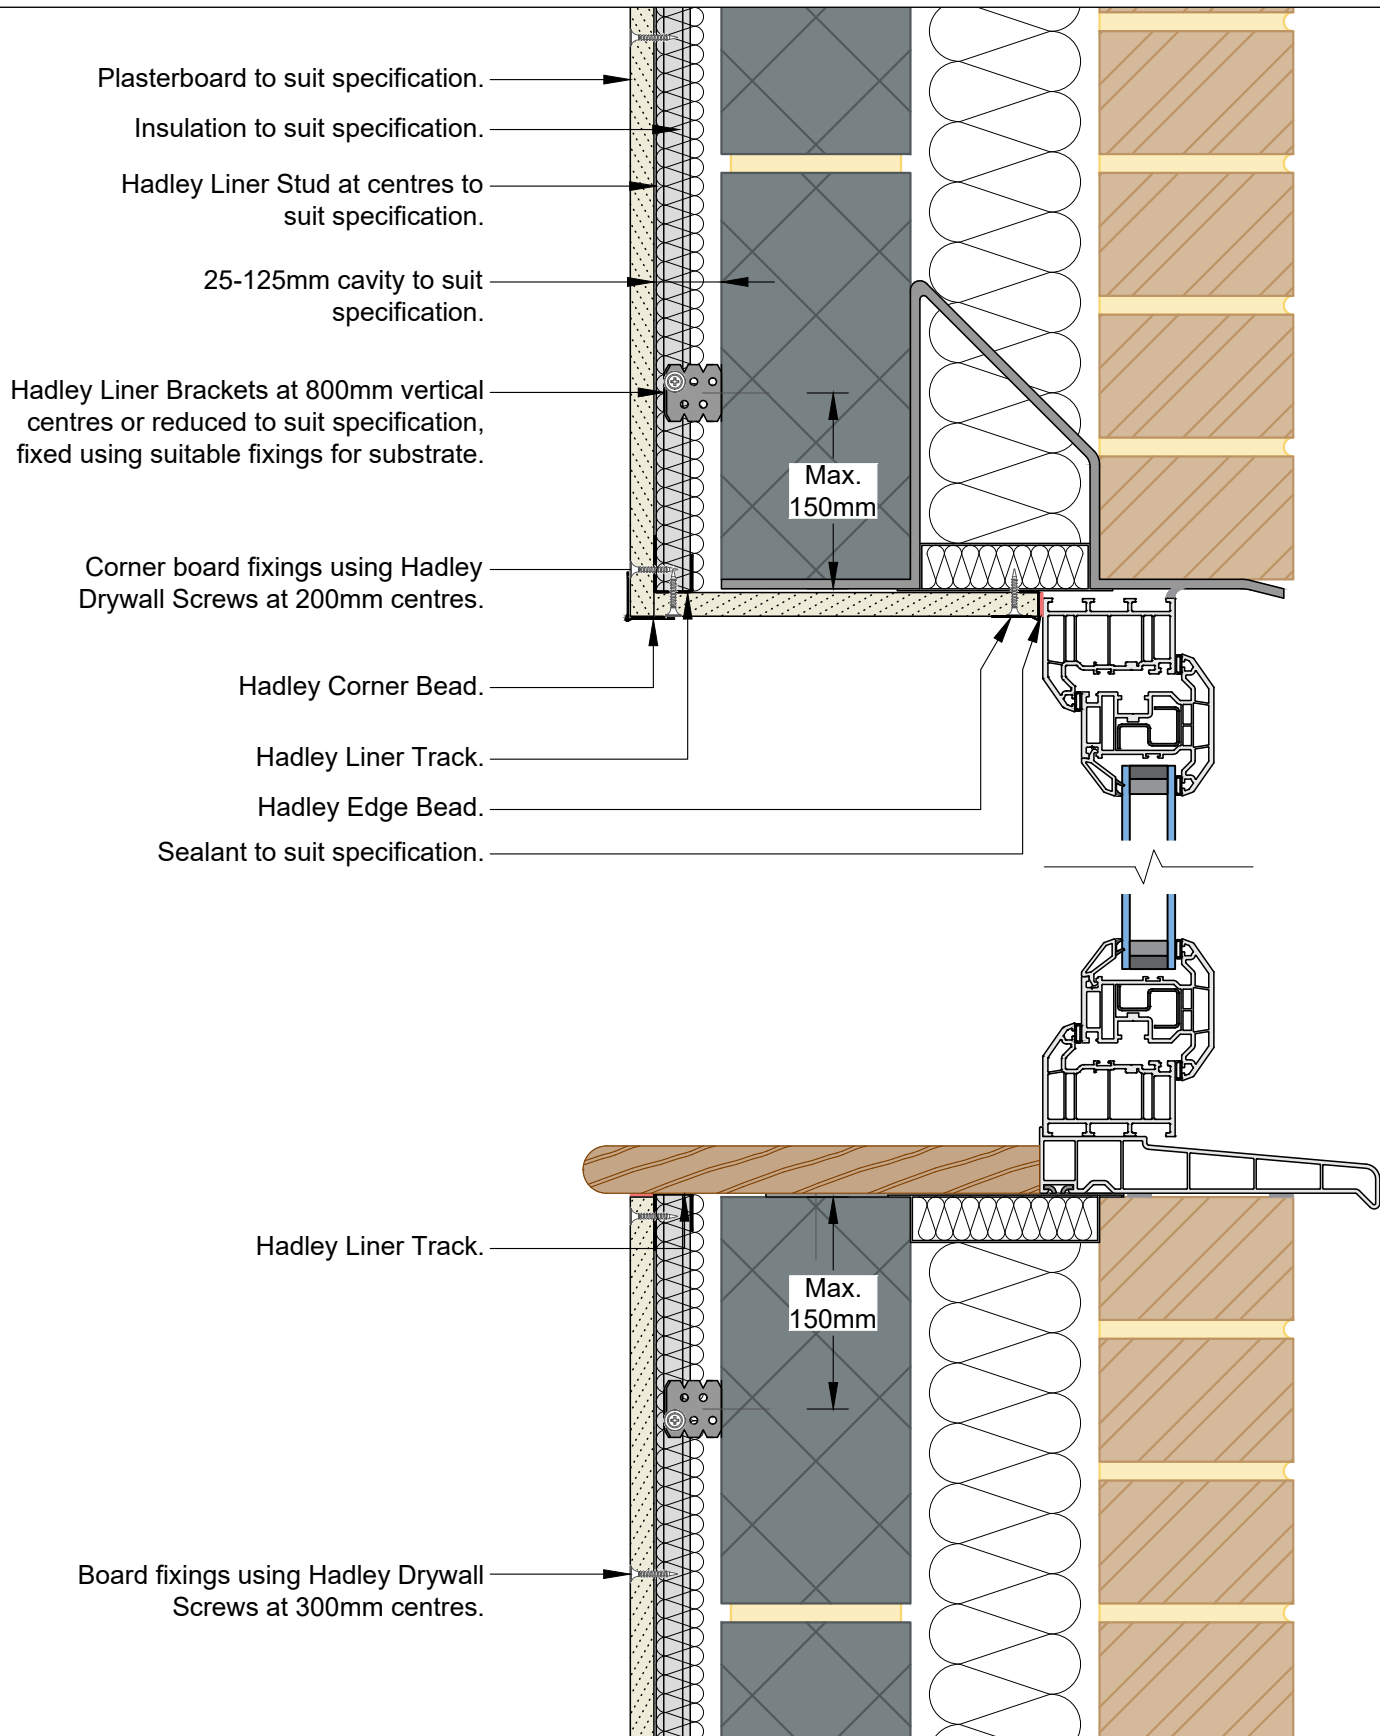 Plasterboard to suit specification.
Insulation to suit specification.
Hadley Liner Stud at centres to
suit specification.
25-125mm cavity to suit
specification.
Hadley Liner Brackets at 800mm vertical
centres or reduced to suit specification,
fixed using suitable fixings for substrate.
Max.
150mm
Corner board fixings using Hadley
Drywall Screws at 200mm centres.
Hadley Corner Bead.
Hadley Liner Track.
Hadley Edge Bead.
Sealant to suit specification.
Hadley Liner Track.
Max.
150mm
Board fixings using Hadley Drywall
Screws at 300mm centres.